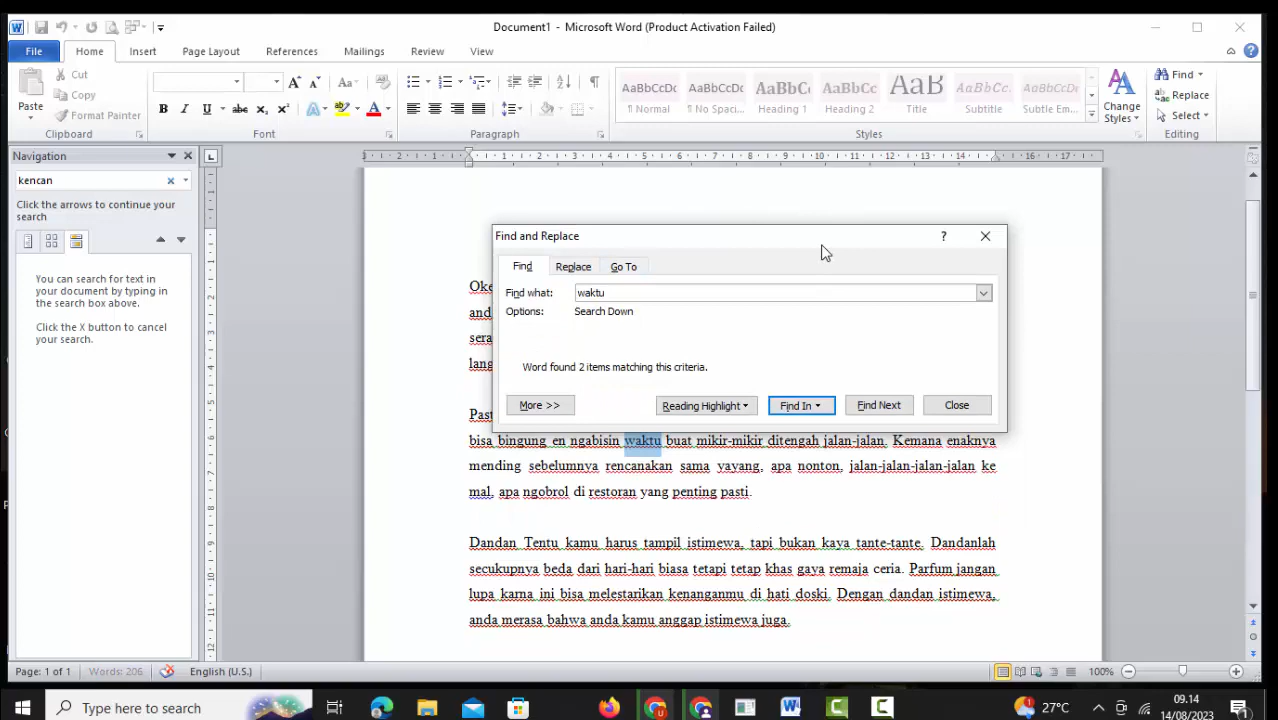 Document1 - Microsoft Word (Product Activation Failed)
File Home Insert Page Layout References Mailings Review View
Paste
Cut
Copy
Format Painter
Clipboard
Font
Paragraph
AaBbCc AaBbCc AaBbC AaBbCc AaB AaBbCc AaBbCcDc
¶ Normal ¶ No Spaci... Heading 1 Heading 2 Title Subtitle Subtle Em...
Change
Styles
Styles
Find
Replace
Select
Editing
Navigation
kencan
Click the arrows to continue your
search
You can search for text in
your document by typing in
the search box above.
Click the X button to cancel
your search.
Find and Replace
Find Replace Go To
Find what: waktu
Options: Search Down
Word found 2 items matching this criteria.
More >> Reading Highlight Find In Find Next Close
Oke
and
sera
lang
Past
bisa bingung en ngabisin waktu buat mikir-mikir ditengah jalan-jalan. Kemana enaknya
mending sebelumnya rencanakan sama yayang, apa nonton, jalan-jalan-jalan-jalan ke
mal, apa ngobrol di restoran yang penting pasti.
Dandan Tentu kamu harus tampil istimewa, tapi bukan kaya tante-tante. Dandanlah
secukupnya beda dari hari-hari biasa tetapi tetap khas gaya remaja ceria. Parfum jangan
lupa karna ini bisa melestarikan kenanganmu di hati doski. Dengan dandan istimewa,
anda merasa bahwa anda kamu anggap istimewa juga.
Page: 1 of 1 Words: 206 English (U.S.) 100%
Type here to search
27°C
09.14
14/08/2023